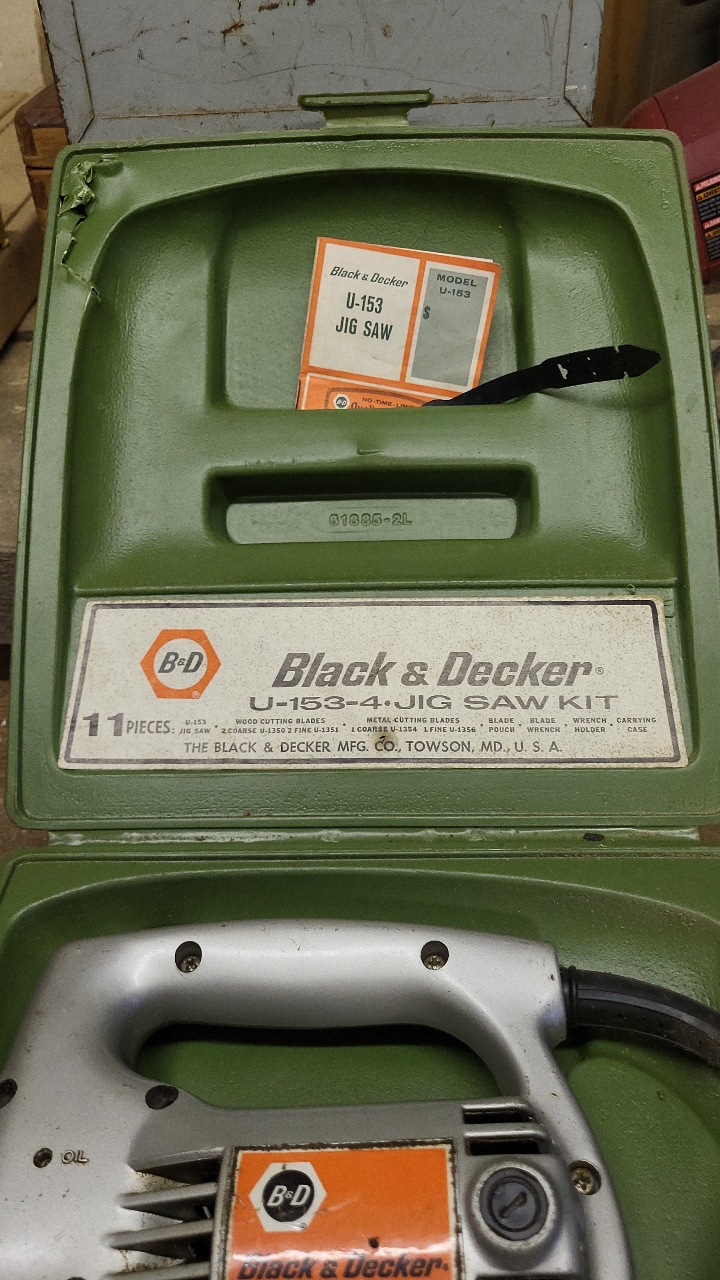 Black & Decker
U-153
JIG SAW
MODEL
U-153
$
B&D
NO-TIME-LIMIT
61885-2L
B&D
Black & Decker®
U-153-4·JIG SAW KIT
11 PIECES: U-153 JIG SAW · WOOD CUTTING BLADES 2 COARSE U-1350 2 FINE U-1351 · METAL CUTTING BLADES 1 COARSE U-1354 1 FINE U-1356 · BLADE POUCH · BLADE WRENCH · WRENCH HOLDER · CARRYING CASE
THE BLACK & DECKER MFG. CO., TOWSON, MD., U. S. A.
OIL
B&D
Black & Decker®